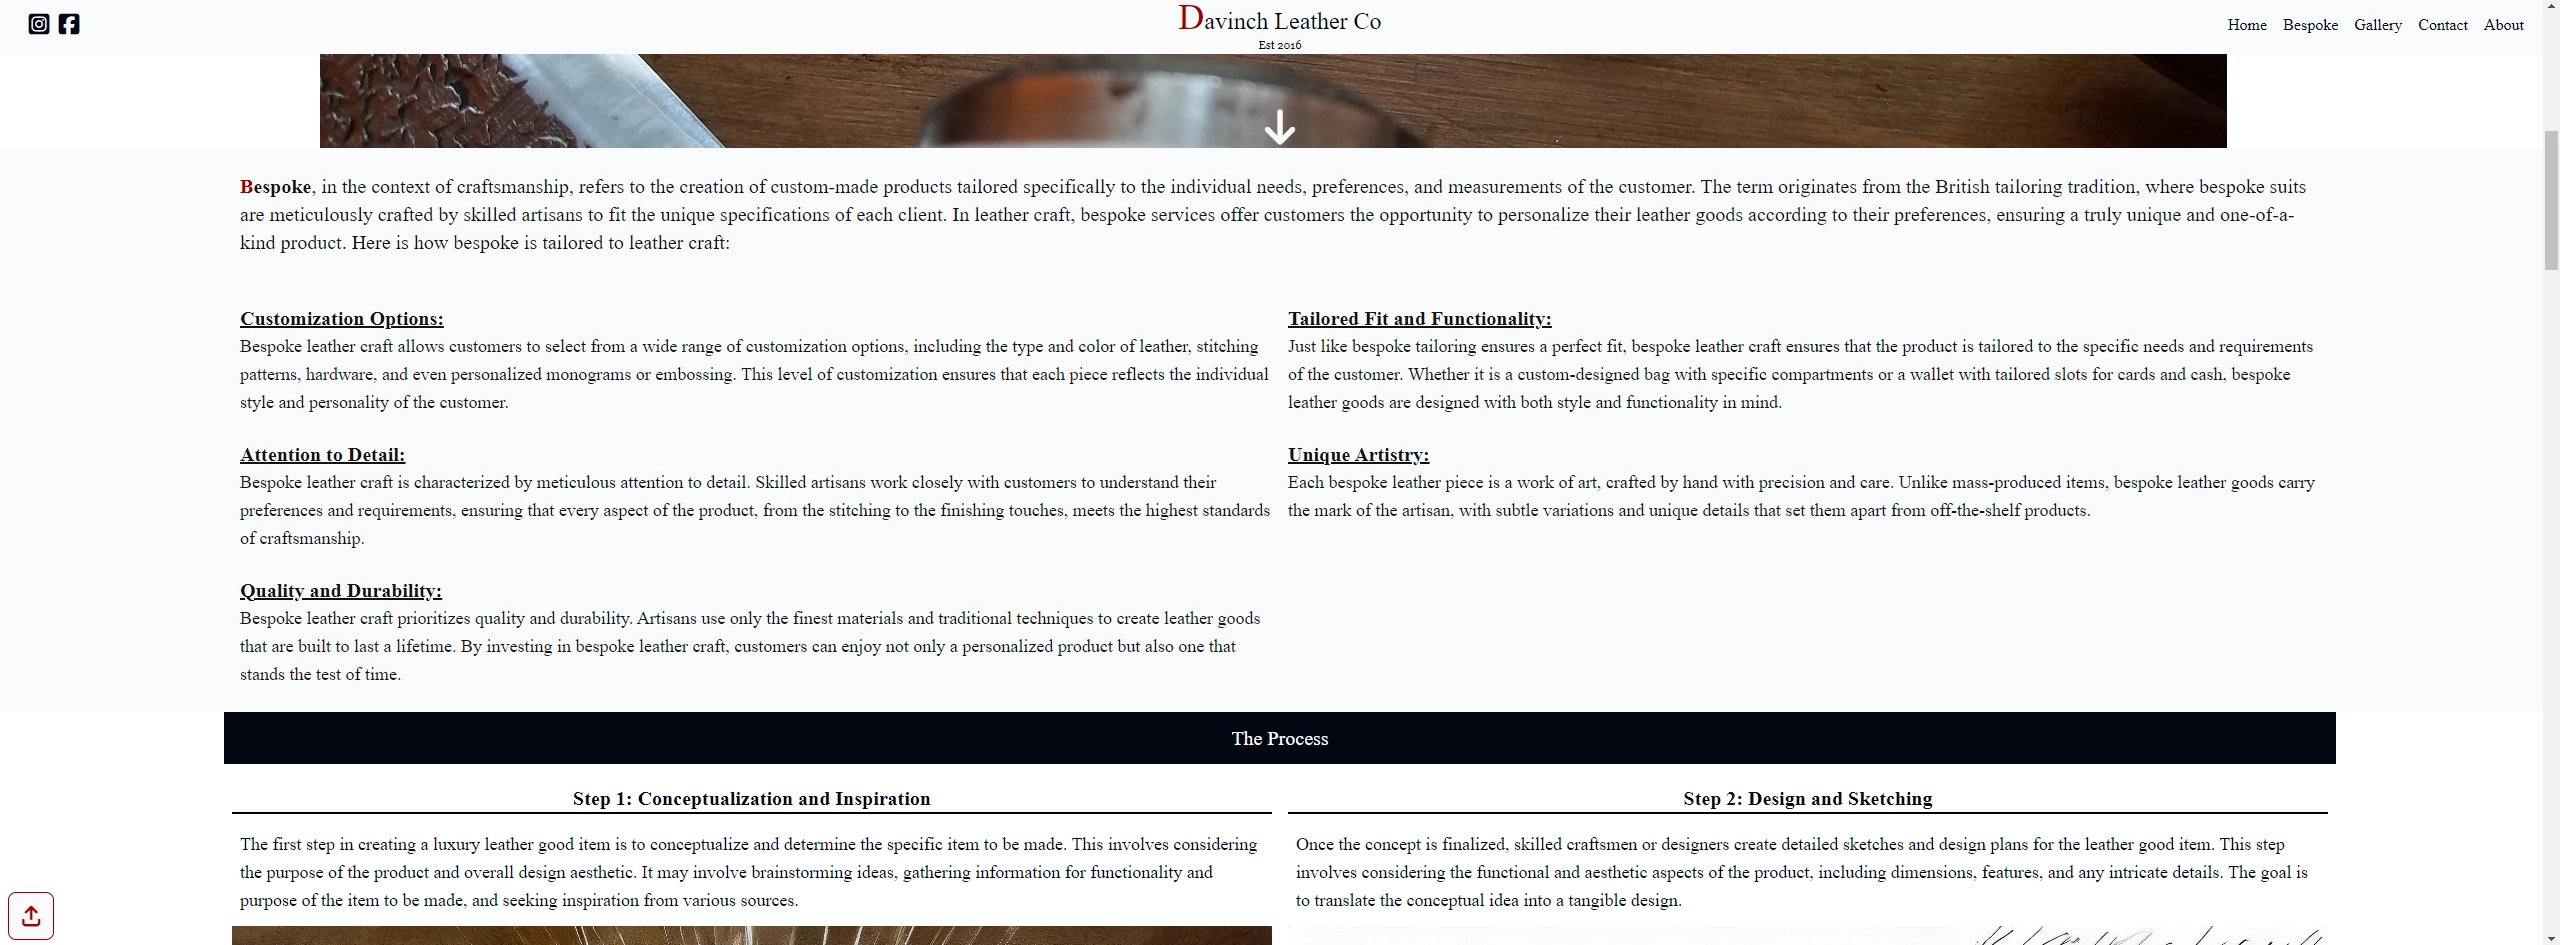 Davinch Leather Co
Est 2016
Home Bespoke Gallery Contact About
Bespoke, in the context of craftsmanship, refers to the creation of custom-made products tailored specifically to the individual needs, preferences, and measurements of the customer. The term originates from the British tailoring tradition, where bespoke suits
are meticulously crafted by skilled artisans to fit the unique specifications of each client. In leather craft, bespoke services offer customers the opportunity to personalize their leather goods according to their preferences, ensuring a truly unique and one-of-a-
kind product. Here is how bespoke is tailored to leather craft:
Customization Options:
Bespoke leather craft allows customers to select from a wide range of customization options, including the type and color of leather, stitching
patterns, hardware, and even personalized monograms or embossing. This level of customization ensures that each piece reflects the individual
style and personality of the customer.
Tailored Fit and Functionality:
Just like bespoke tailoring ensures a perfect fit, bespoke leather craft ensures that the product is tailored to the specific needs and requirements
of the customer. Whether it is a custom-designed bag with specific compartments or a wallet with tailored slots for cards and cash, bespoke
leather goods are designed with both style and functionality in mind.
Attention to Detail:
Bespoke leather craft is characterized by meticulous attention to detail. Skilled artisans work closely with customers to understand their
preferences and requirements, ensuring that every aspect of the product, from the stitching to the finishing touches, meets the highest standards
of craftsmanship.
Unique Artistry:
Each bespoke leather piece is a work of art, crafted by hand with precision and care. Unlike mass-produced items, bespoke leather goods carry
the mark of the artisan, with subtle variations and unique details that set them apart from off-the-shelf products.
Quality and Durability:
Bespoke leather craft prioritizes quality and durability. Artisans use only the finest materials and traditional techniques to create leather goods
that are built to last a lifetime. By investing in bespoke leather craft, customers can enjoy not only a personalized product but also one that
stands the test of time.
The Process
Step 1: Conceptualization and Inspiration
The first step in creating a luxury leather good item is to conceptualize and determine the specific item to be made. This involves considering
the purpose of the product and overall design aesthetic. It may involve brainstorming ideas, gathering information for functionality and
purpose of the item to be made, and seeking inspiration from various sources.
Step 2: Design and Sketching
Once the concept is finalized, skilled craftsmen or designers create detailed sketches and design plans for the leather good item. This step
involves considering the functional and aesthetic aspects of the product, including dimensions, features, and any intricate details. The goal is
to translate the conceptual idea into a tangible design.